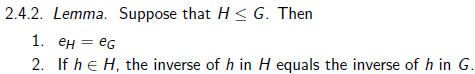 2.4.2. Lemma. Suppose that H ≤ G. Then
1. e_H = e_G
2. If h ∈ H, the inverse of h in H equals the inverse of h in G.